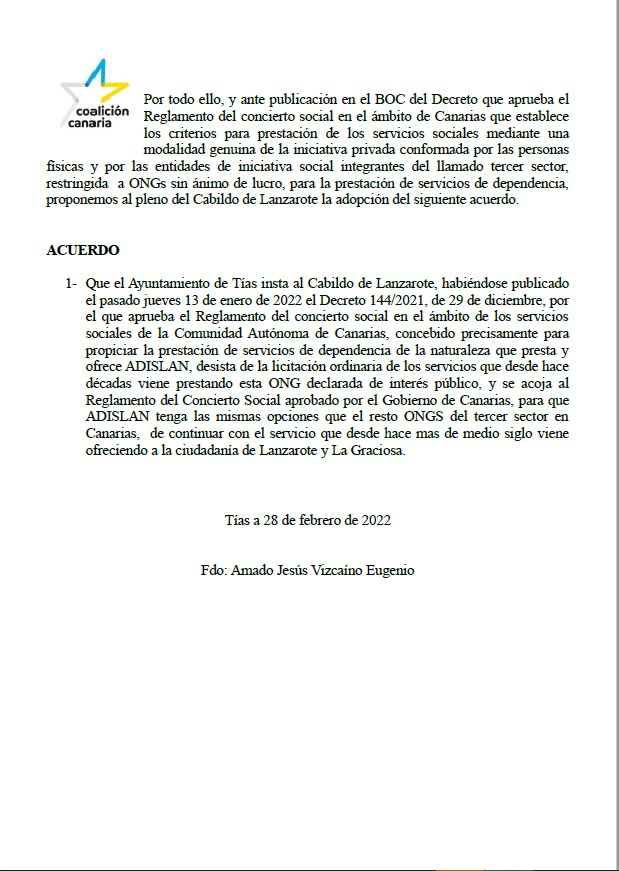 coalición
canaria
Por todo ello, y ante publicación en el BOC del Decreto que aprueba el
Reglamento del concierto social en el ámbito de Canarias que establece
los criterios para prestación de los servicios sociales mediante una
modalidad genuina de la iniciativa privada conformada por las personas
físicas y por las entidades de iniciativa social integrantes del llamado tercer sector,
restringida a ONGs sin ánimo de lucro, para la prestación de servicios de dependencia,
proponemos al pleno del Cabildo de Lanzarote la adopción del siguiente acuerdo.
ACUERDO
1- Que el Ayuntamiento de Tías insta al Cabildo de Lanzarote, habiéndose publicado
el pasado jueves 13 de enero de 2022 el Decreto 144/2021, de 29 de diciembre, por
el que aprueba el Reglamento del concierto social en el ámbito de los servicios
sociales de la Comunidad Autónoma de Canarias, concebido precisamente para
propiciar la prestación de servicios de dependencia de la naturaleza que presta y
ofrece ADISLAN, desista de la licitación ordinaria de los servicios que desde hace
décadas viene prestando esta ONG declarada de interés público, y se acoja al
Reglamento del Concierto Social aprobado por el Gobierno de Canarias, para que
ADISLAN tenga las mismas opciones que el resto ONGS del tercer sector en
Canarias, de continuar con el servicio que desde hace mas de medio siglo viene
ofreciendo a la ciudadanía de Lanzarote y La Graciosa.
Tías a 28 de febrero de 2022
Fdo: Amado Jesús Vizcaíno Eugenio